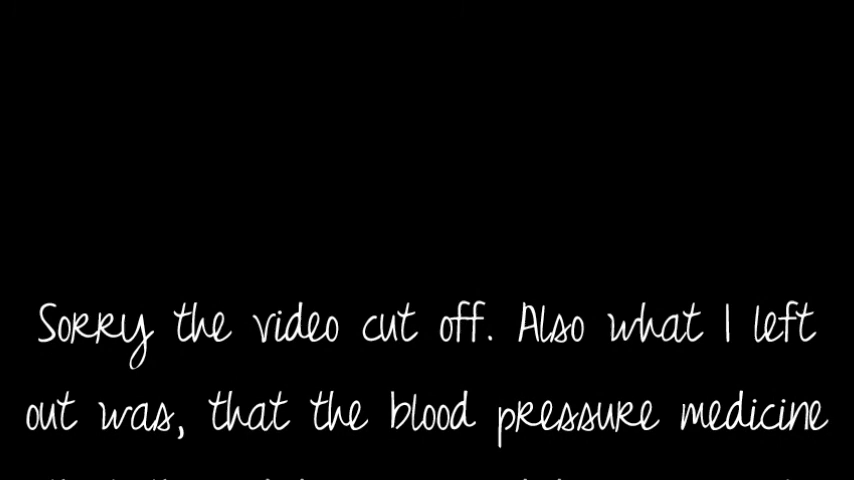 Sorry the video cut off. Also what I left
out was, that the blood pressure medicine